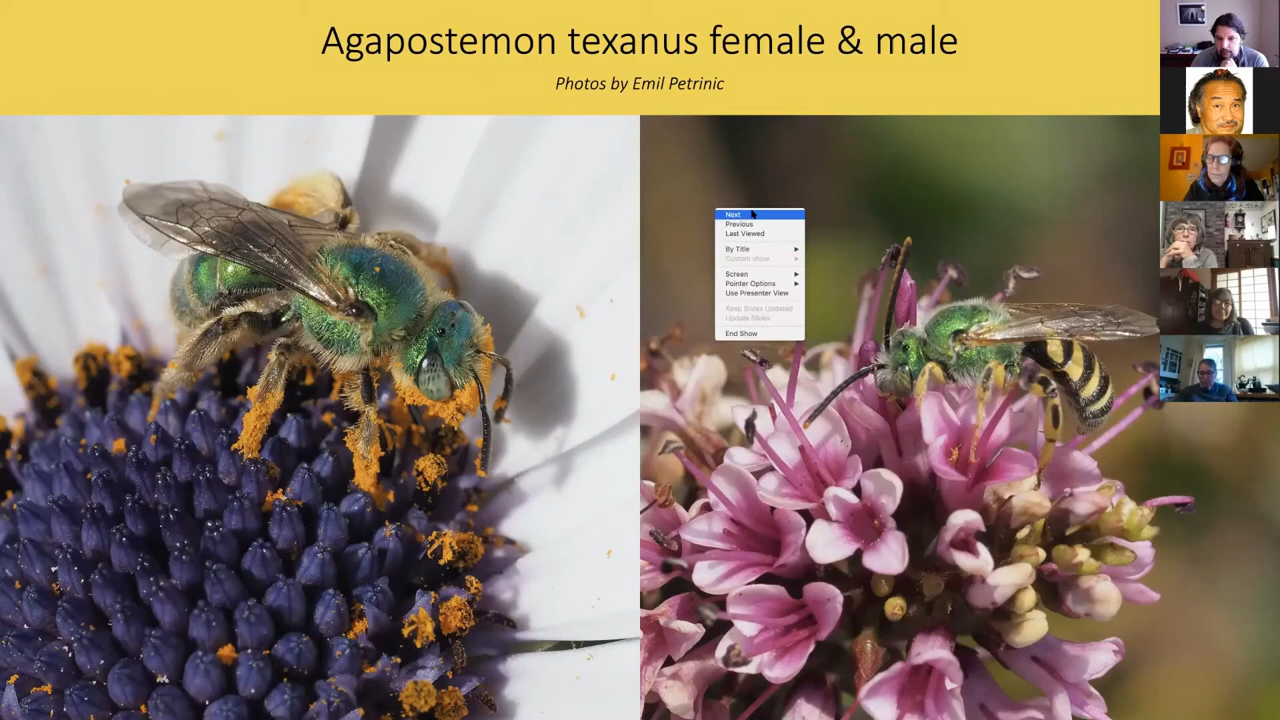 Agapostemon texanus female & male
Photos by Emil Petrinic
Next
Previous
Last Viewed
By Title
Custom show
Screen
Pointer Options
Use Presenter View
Keep Slides Updated
Update Slides
End Show